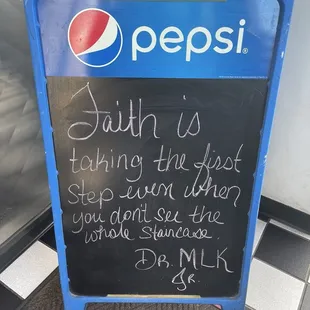 pepsi®
Faith is
taking the first
Step even when
you don't see the
whole Staircase.
DR. MLK
JR.